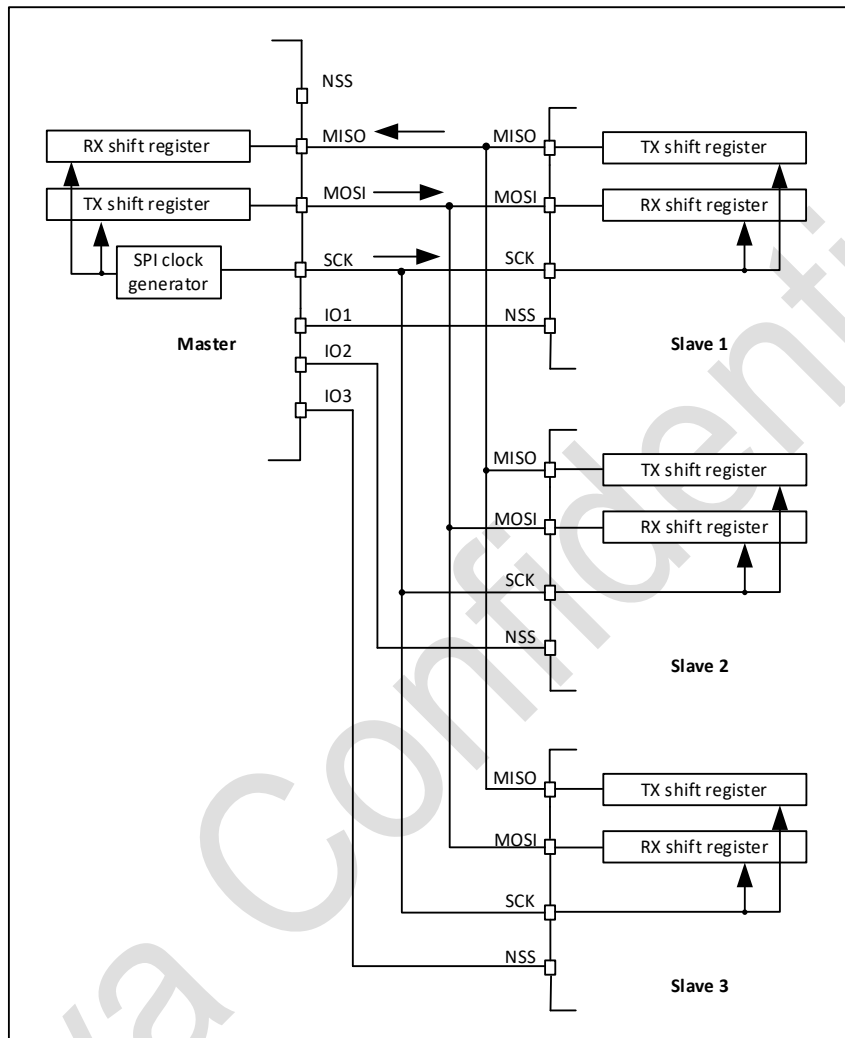 NSS
RX shift register
MISO
MISO
TX shift register
TX shift register
MOSI
MOSI
RX shift register
SPI clock
generator
SCK
SCK
IO1
NSS
Master
Slave 1
IO2
IO3
MISO
TX shift register
MOSI
RX shift register
SCK
NSS
Slave 2
MISO
TX shift register
MOSI
RX shift register
SCK
NSS
Slave 3